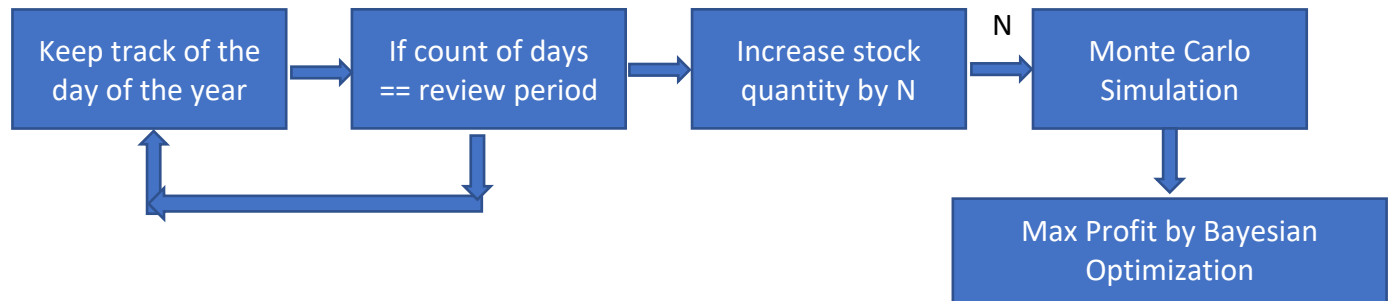 Keep track of the
day of the year
If count of days
== review period
Increase stock
quantity by N
N
Monte Carlo
Simulation
Max Profit by Bayesian
Optimization